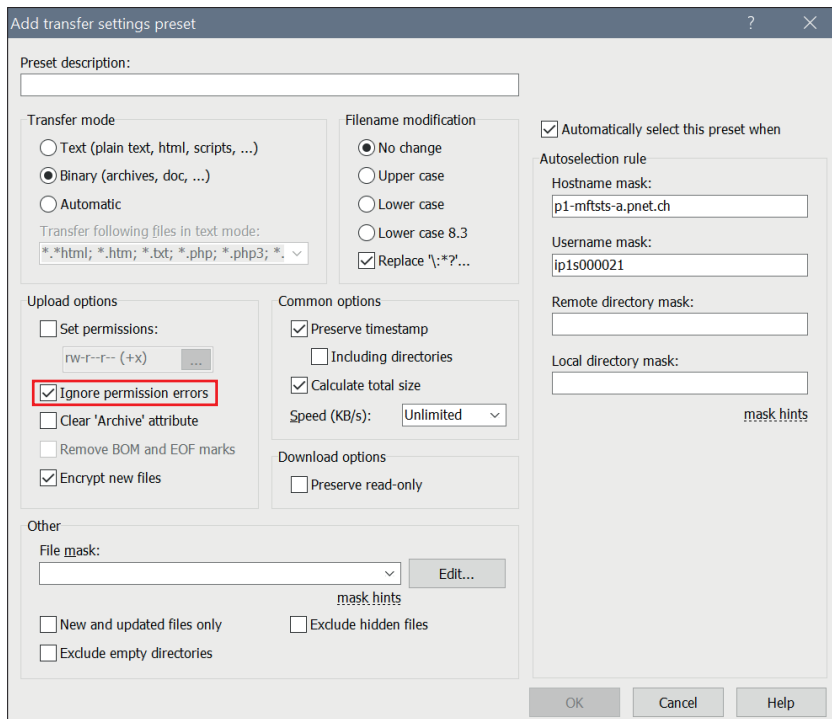 Add transfer settings preset
?
Preset description:
Transfer mode
Text (plain text, html, scripts, ...)
Binary (archives, doc, ...)
Automatic
Transfer following files in text mode:
*.*html; *.htm; *.txt; *.php; *.php3; *.
Filename modification
No change
Upper case
Lower case
Lower case 8.3
Replace '\:*?'...
Upload options
Set permissions:
rw-r--r-- (+x)
...
Ignore permission errors
Clear 'Archive' attribute
Remove BOM and EOF marks
Encrypt new files
Common options
Preserve timestamp
Including directories
Calculate total size
Speed (KB/s):
Unlimited
Download options
Preserve read-only
Other
File mask:
Edit...
mask hints
New and updated files only
Exclude hidden files
Exclude empty directories
Automatically select this preset when
Autoselection rule
Hostname mask:
p1-mftsts-a.pnet.ch
Username mask:
ip1s000021
Remote directory mask:
Local directory mask:
mask hints
OK
Cancel
Help